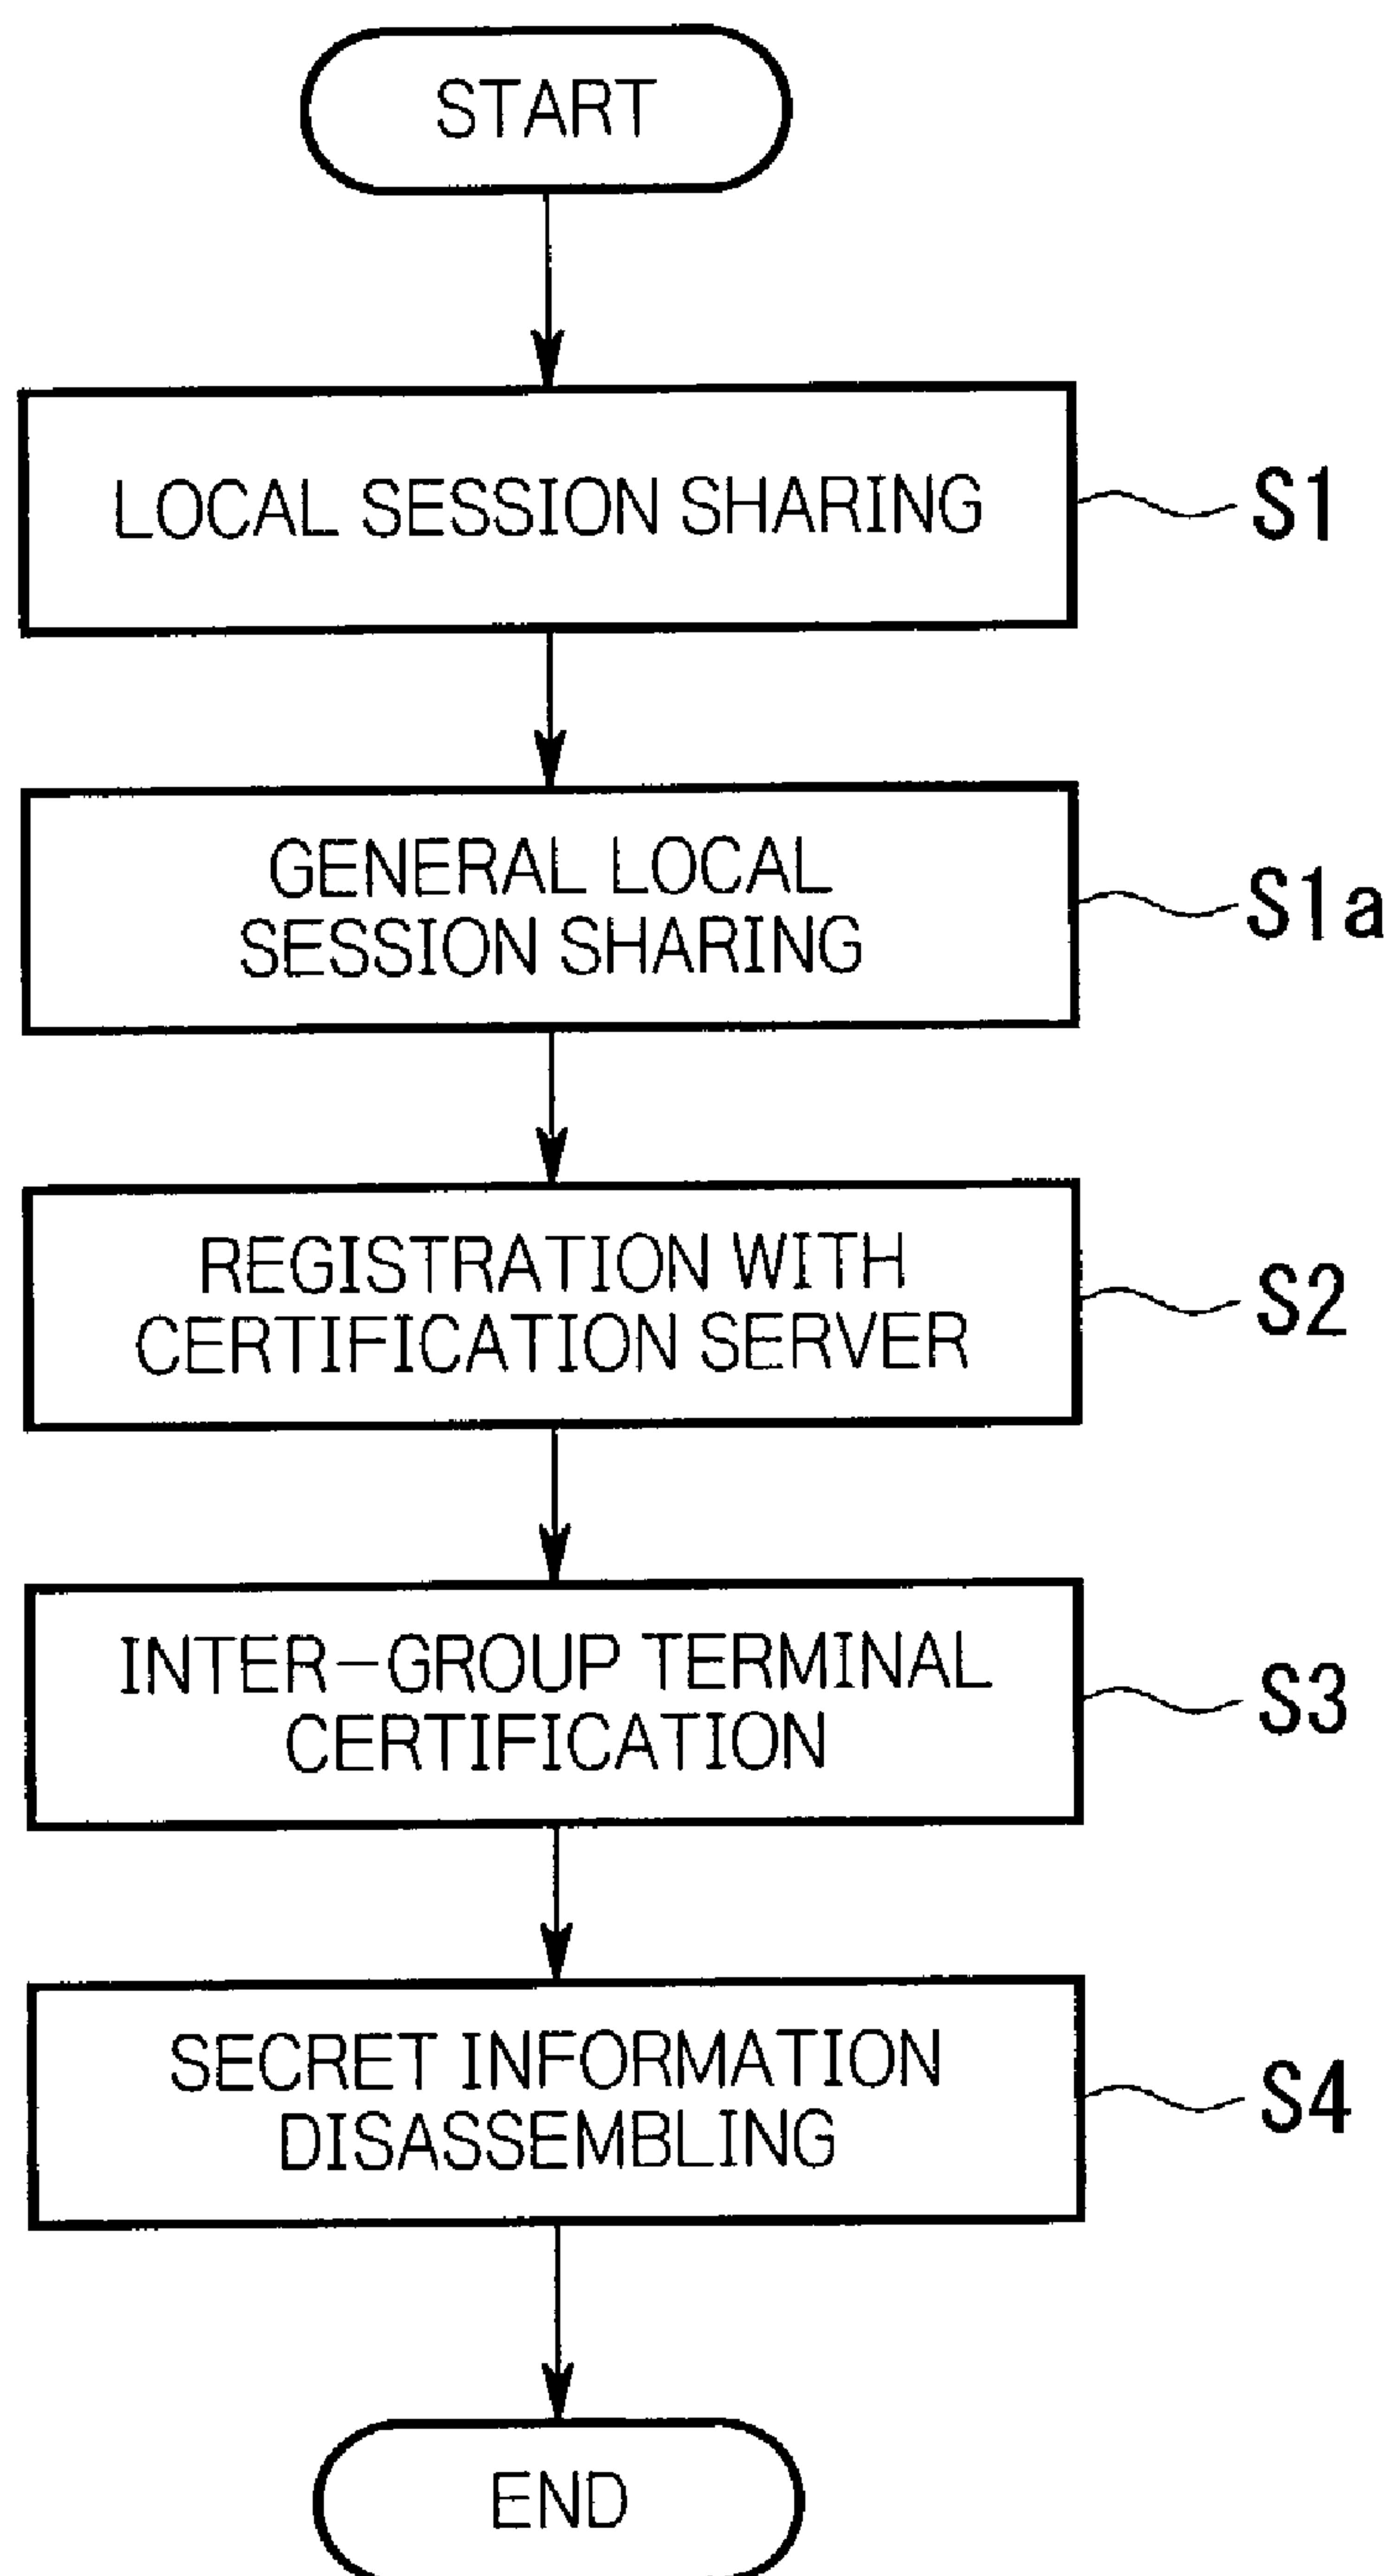 START
LOCAL SESSION SHARING
S1
GENERAL LOCAL
SESSION SHARING
S1a
REGISTRATION WITH
CERTIFICATION SERVER
S2
INTER-GROUP TERMINAL
CERTIFICATION
S3
SECRET INFORMATION
DISASSEMBLING
S4
END